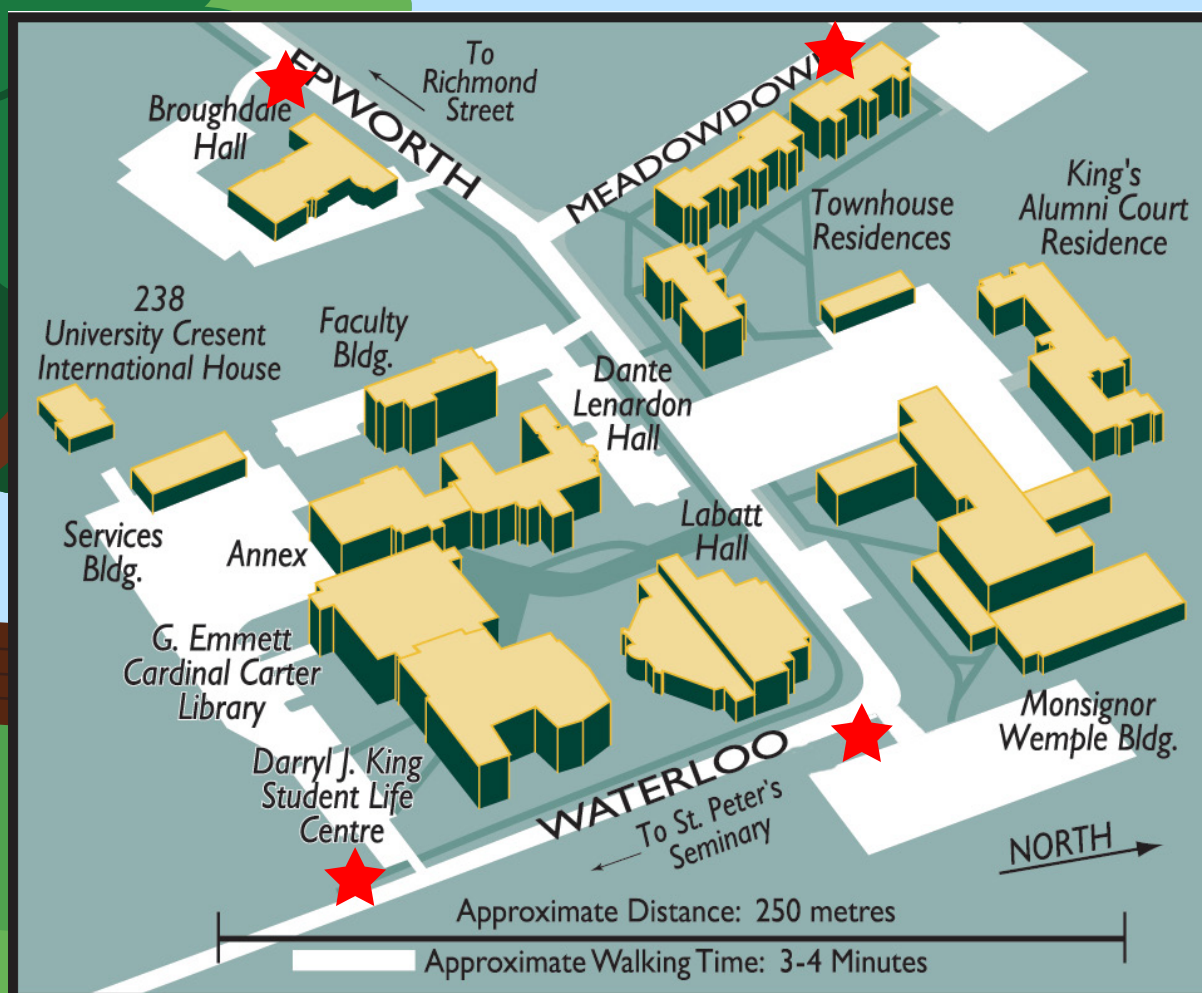 To
Richmond
Street
EPWORTH
MEADOWDOWN
Broughdale
Hall
King's
Alumni Court
Residence
Townhouse
Residences
238
University Cresent
International House
Faculty
Bldg.
Dante
Lenardon
Hall
Labatt
Hall
Services
Bldg.
Annex
G. Emmett
Cardinal Carter
Library
Monsignor
Wemple Bldg.
Darryl J. King
Student Life
Centre
WATERLOO
To St. Peter's
Seminary
NORTH
Approximate Distance: 250 metres
Approximate Walking Time: 3-4 Minutes